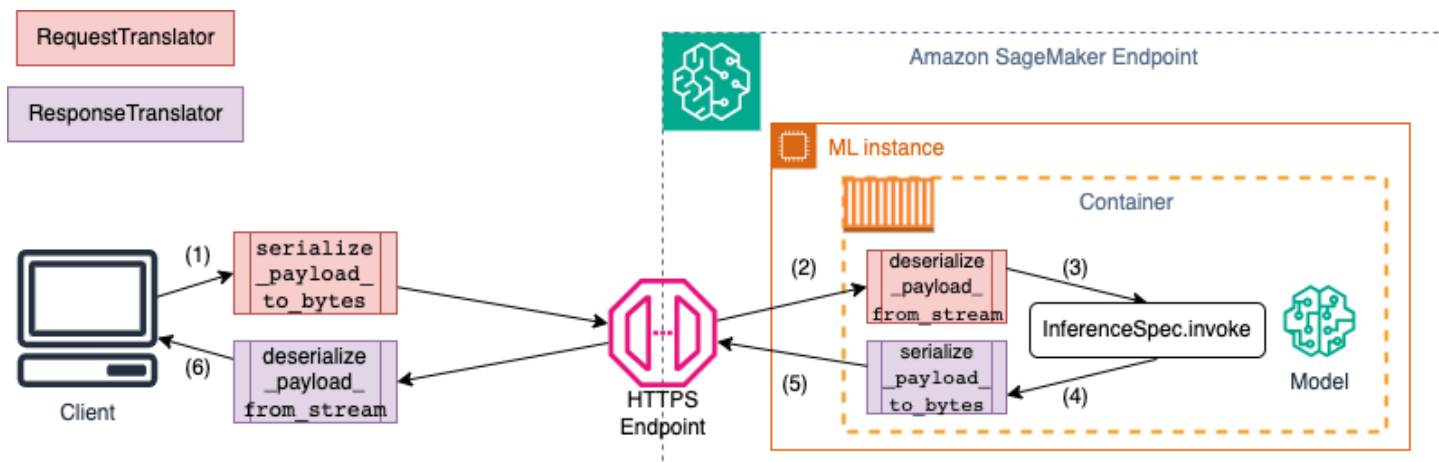 RequestTranslator
ResponseTranslator
Amazon SageMaker Endpoint
ML instance
Container
(1)
serialize
_payload_
to_bytes
(2)
deserialize
_payload_
from_stream
(3)
InferenceSpec.invoke
Model
(4)
serialize
_payload_
to_bytes
(5)
HTTPS
Endpoint
deserialize
_payload_
from_stream
(6)
Client